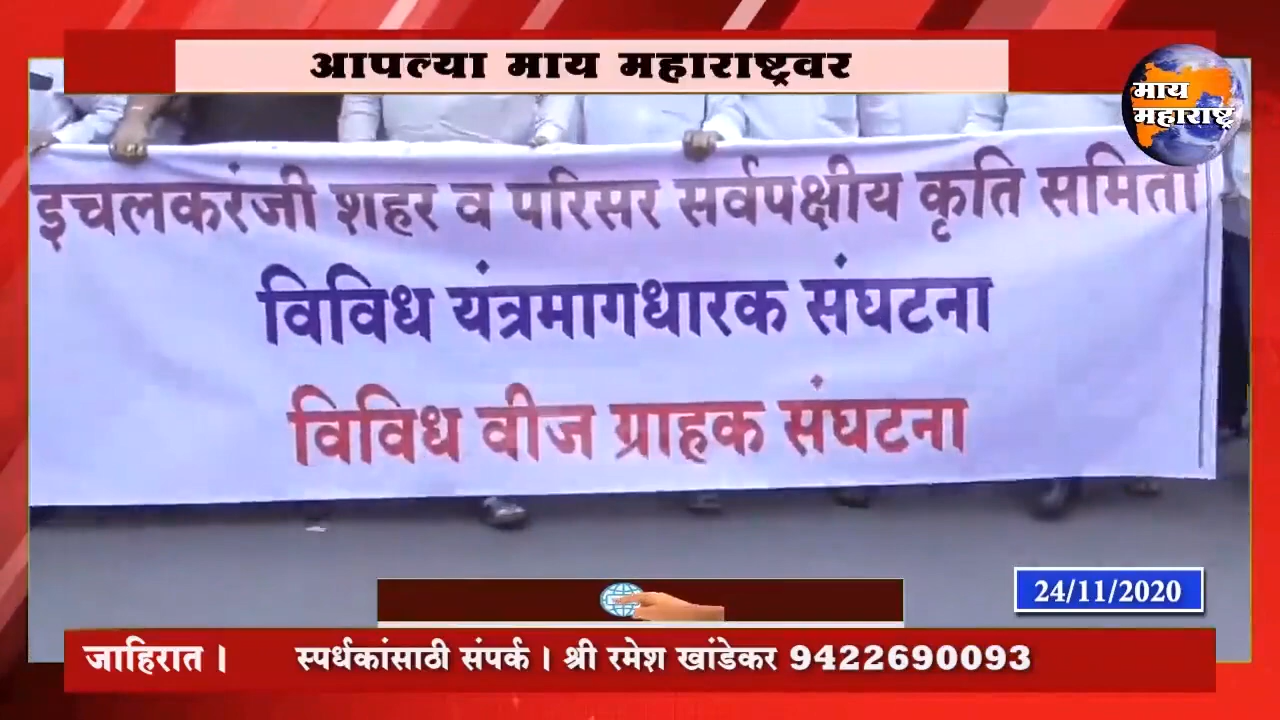 आपल्या माय महाराष्ट्रवर
माय
महाराष्ट्र
इचलकरंजी शहर व परिसर सर्वपक्षीय कृति समिती
विविध यंत्रमागधारक संघटना
विविध वीज ग्राहक संघटना
24/11/2020
जाहिरात । स्पर्धकांसाठी संपर्क । श्री रमेश खांडेकर 9422690093